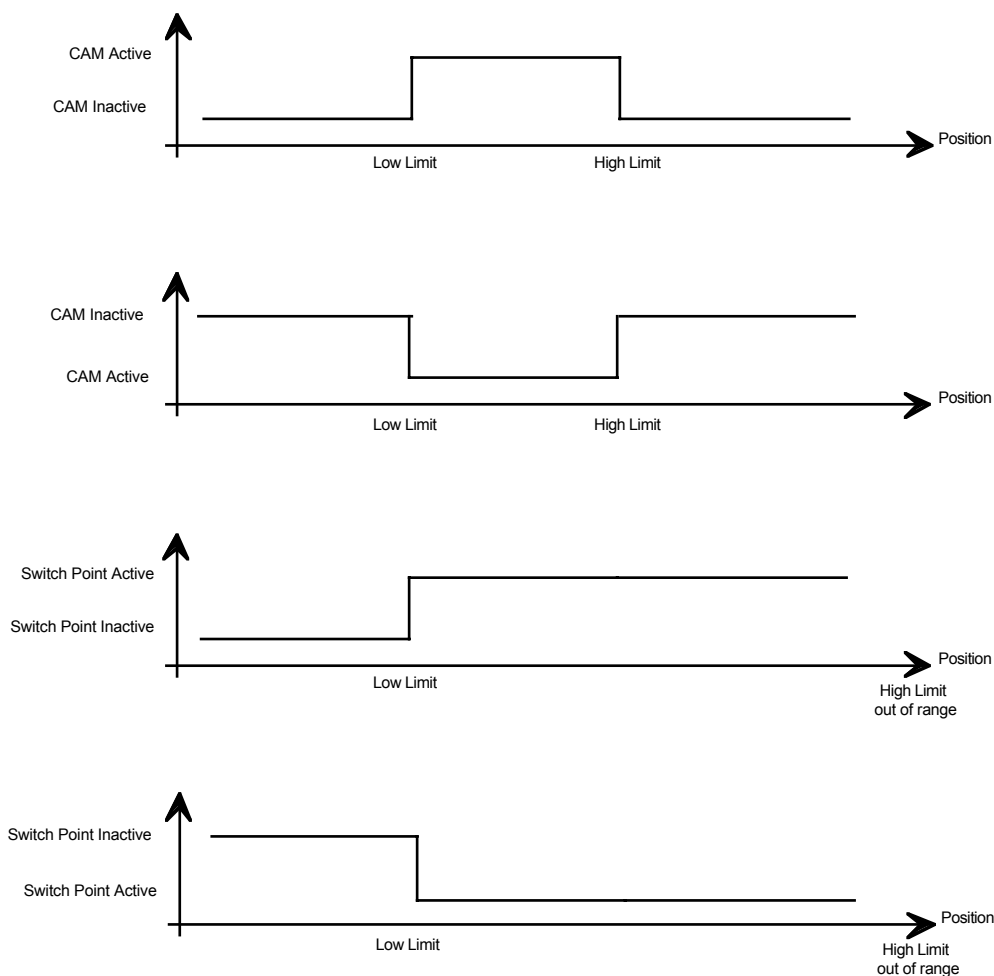 CAM Active
CAM Inactive
Position
Low Limit
High Limit
CAM Inactive
CAM Active
Position
Low Limit
High Limit
Switch Point Active
Switch Point Inactive
Position
Low Limit
High Limit
out of range
Switch Point Inactive
Switch Point Active
Position
Low Limit
High Limit
out of range